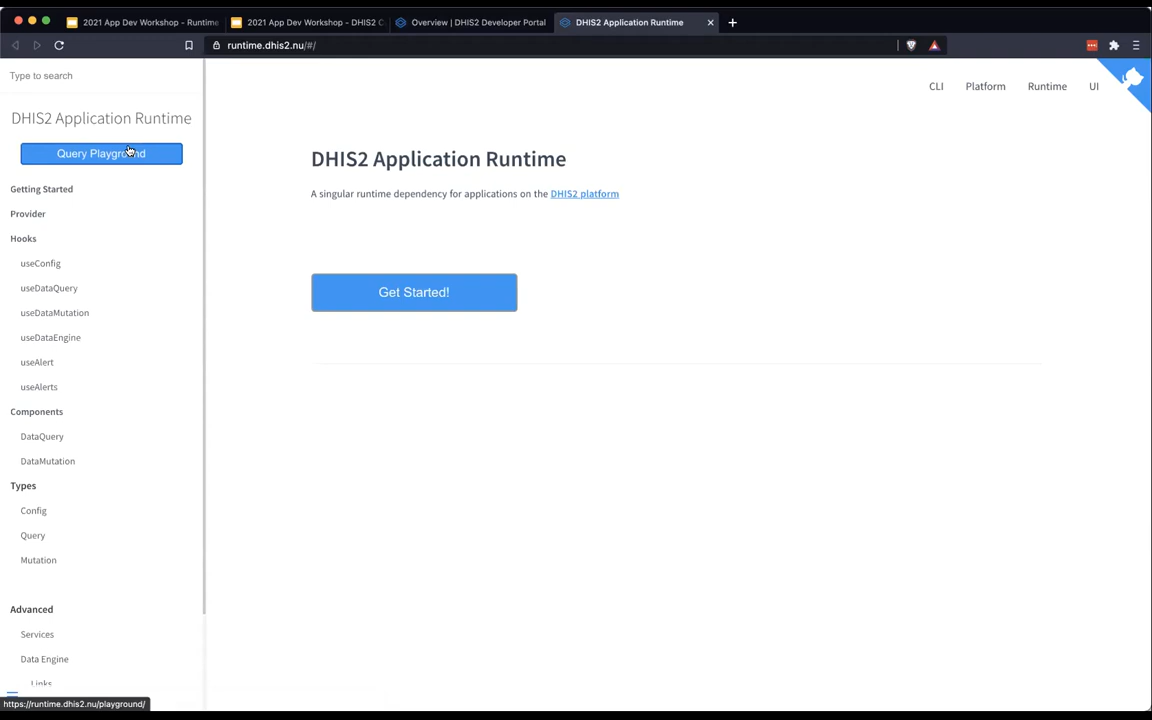 2021 App Dev Workshop - Runtime
2021 App Dev Workshop - DHIS2 C
Overview | DHIS2 Developer Portal
DHIS2 Application Runtime
runtime.dhis2.nu/#/
Type to search
DHIS2 Application Runtime
Query Playground
Getting Started
Provider
Hooks
useConfig
useDataQuery
useDataMutation
useDataEngine
useAlert
useAlerts
Components
DataQuery
DataMutation
Types
Config
Query
Mutation
Advanced
Services
Data Engine
Links
https://runtime.dhis2.nu/playground/
CLI Platform Runtime UI
DHIS2 Application Runtime
A singular runtime dependency for applications on the DHIS2 platform
Get Started!